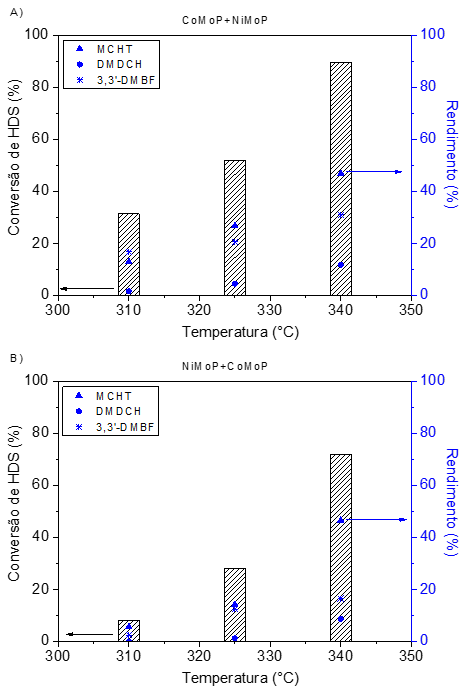 A)
CoMoP+NiMoP
MCHT
DMDCH
3,3'-DMBF
100
80
60
40
20
0
Conversão de HDS (%)
100
80
60
40
20
0
Rendimento (%)
300
310
320
330
340
350
Temperatura (°C)
B)
NiMoP+CoMoP
MCHT
DMDCH
3,3'-DMBF
100
80
60
40
20
0
Conversão de HDS (%)
100
80
60
40
20
0
Rendimento (%)
300
310
320
330
340
350
Temperatura (°C)